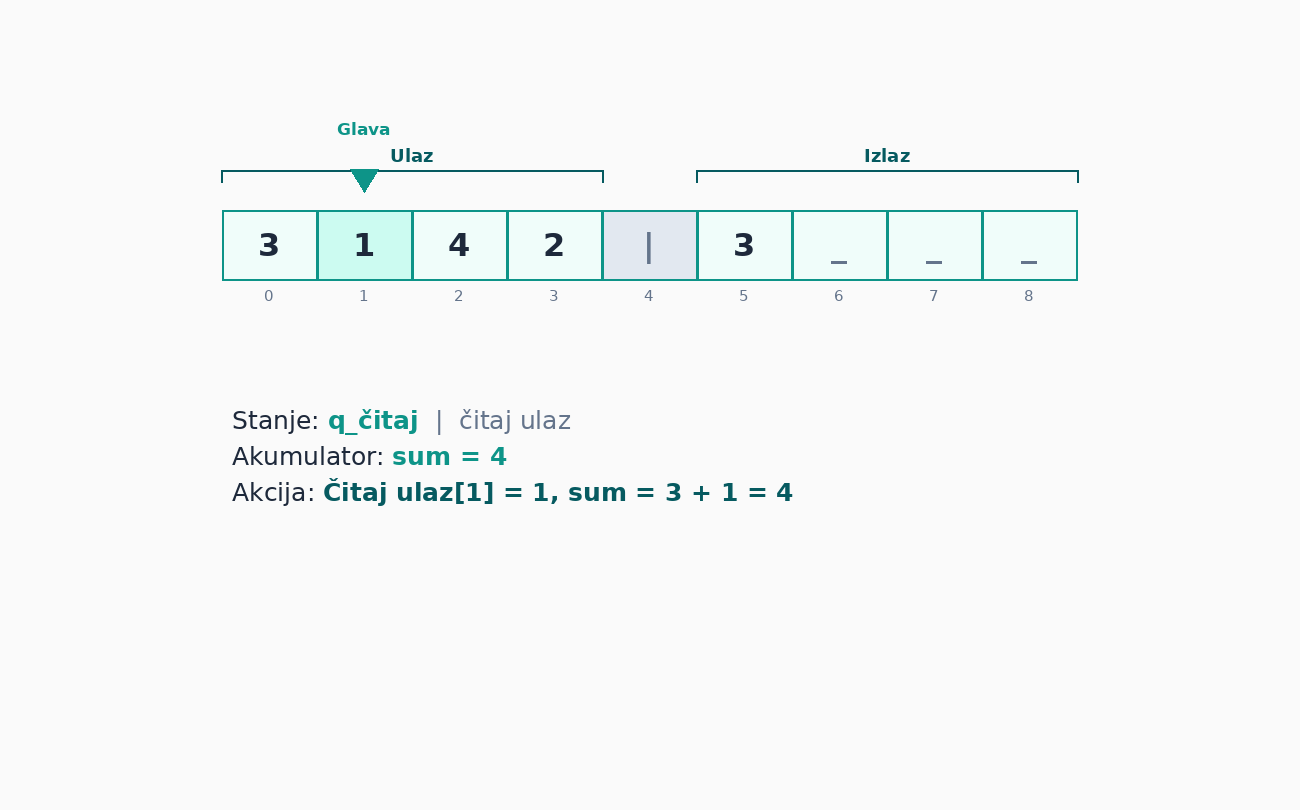 Glava
Ulaz Izlaz
3 1 4 2 | 3 _ _ _
0 1 2 3 4 5 6 7 8
Stanje: q_čitaj | čitaj ulaz
Akumulator: sum = 4
Akcija: Čitaj ulaz[1] = 1, sum = 3 + 1 = 4